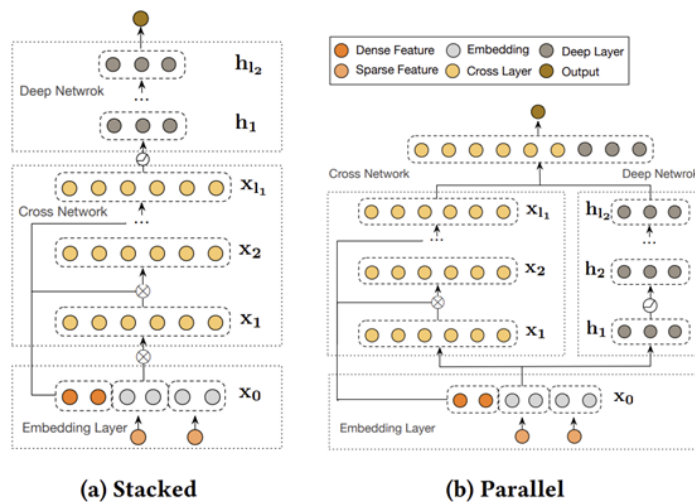 h_{l_2}
Deep Netwrok
...
h_1
x_{l_1}
Cross Network
...
x_2
x_1
x_0
Embedding Layer
(a) Stacked
Dense Feature Embedding Deep Layer
Sparse Feature Cross Layer Output
Cross Network Deep Netwrok
x_{l_1} h_{l_2}
... ...
x_2 h_2
x_1 h_1
x_0
Embedding Layer
(b) Parallel